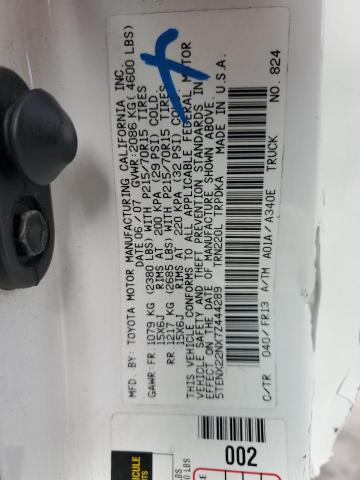 MFD. BY: TOYOTA MOTOR MANUFACTURING CALIFORNIA INC.
DATE 06 / 07 GVWR: 2086 KG ( 4600 LBS)
GAWR FR. 1079 KG (2380 LBS) WITH P215/70R15 TIRES
15X6J RIMS AT 200 KPA (29 PSI) COLD.
RR. 1217 KG (2685 LBS) WITH P215/70R15 TIRES
15X6J RIMS AT 220 KPA (32 PSI) COLD.
THIS VEHICLE CONFORMS TO ALL APPLICABLE FEDERAL MOTOR
VEHICLE SAFETY AND THEFT PREVENTION STANDARDS IN
EFFECT ON THE DATE OF MANUFACTURE SHOWN ABOVE.
5TENX22NX7Z444289 TRN220L TRPDKA MADE IN U.S.A.
TRUCK NO. 824
C/TR 040/FR13 A/TM A01A/A340E
002
LBS